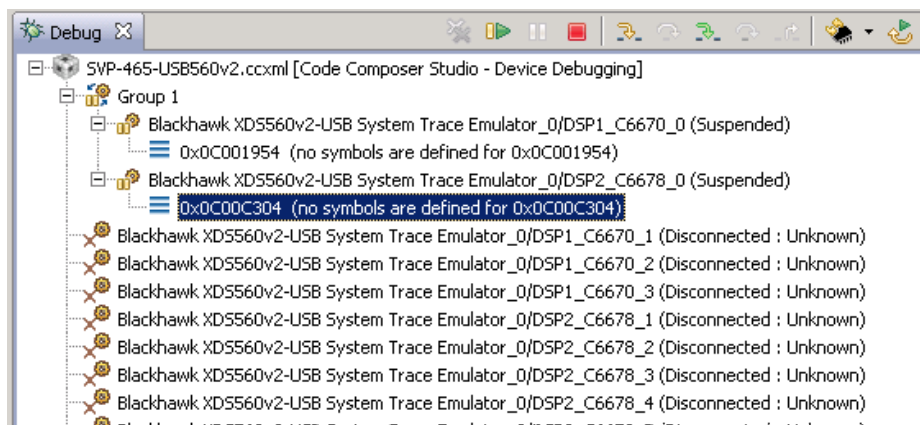 Debug
SVP-465-USB560v2.ccxml [Code Composer Studio - Device Debugging]
Group 1
Blackhawk XDS560v2-USB System Trace Emulator_0/DSP1_C6670_0 (Suspended)
0x0C001954 (no symbols are defined for 0x0C001954)
Blackhawk XDS560v2-USB System Trace Emulator_0/DSP2_C6678_0 (Suspended)
0x0C00C304 (no symbols are defined for 0x0C00C304)
Blackhawk XDS560v2-USB System Trace Emulator_0/DSP1_C6670_1 (Disconnected : Unknown)
Blackhawk XDS560v2-USB System Trace Emulator_0/DSP1_C6670_2 (Disconnected : Unknown)
Blackhawk XDS560v2-USB System Trace Emulator_0/DSP1_C6670_3 (Disconnected : Unknown)
Blackhawk XDS560v2-USB System Trace Emulator_0/DSP2_C6678_1 (Disconnected : Unknown)
Blackhawk XDS560v2-USB System Trace Emulator_0/DSP2_C6678_2 (Disconnected : Unknown)
Blackhawk XDS560v2-USB System Trace Emulator_0/DSP2_C6678_3 (Disconnected : Unknown)
Blackhawk XDS560v2-USB System Trace Emulator_0/DSP2_C6678_4 (Disconnected : Unknown)